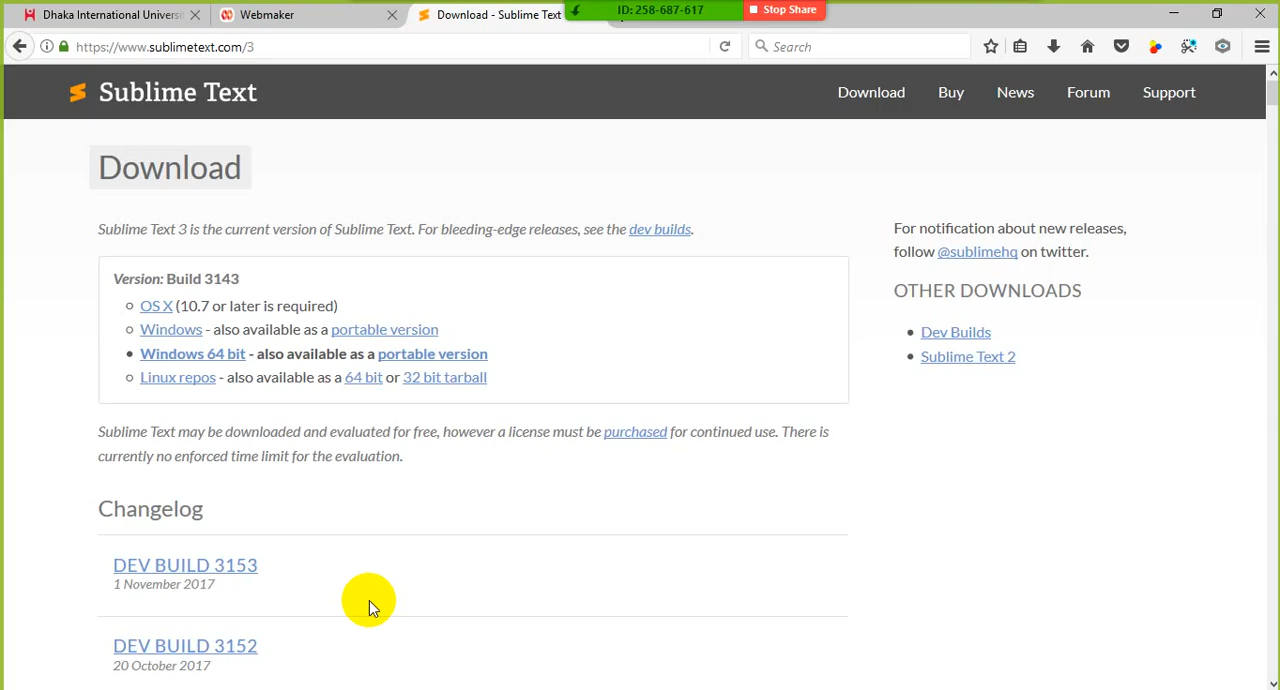 Dhaka International Univers
Webmaker
Download - Sublime Text
ID: 258-687-617
Stop Share
https://www.sublimetext.com/3
Search
Sublime Text
Download
Buy
News
Forum
Support
Download
Sublime Text 3 is the current version of Sublime Text. For bleeding-edge releases, see the dev builds.
Version: Build 3143
OS X (10.7 or later is required)
Windows - also available as a portable version
Windows 64 bit - also available as a portable version
Linux repos - also available as a 64 bit or 32 bit tarball
Sublime Text may be downloaded and evaluated for free, however a license must be purchased for continued use. There is
currently no enforced time limit for the evaluation.
Changelog
DEV BUILD 3153
1 November 2017
DEV BUILD 3152
20 October 2017
For notification about new releases,
follow @sublimehq on twitter.
OTHER DOWNLOADS
Dev Builds
Sublime Text 2